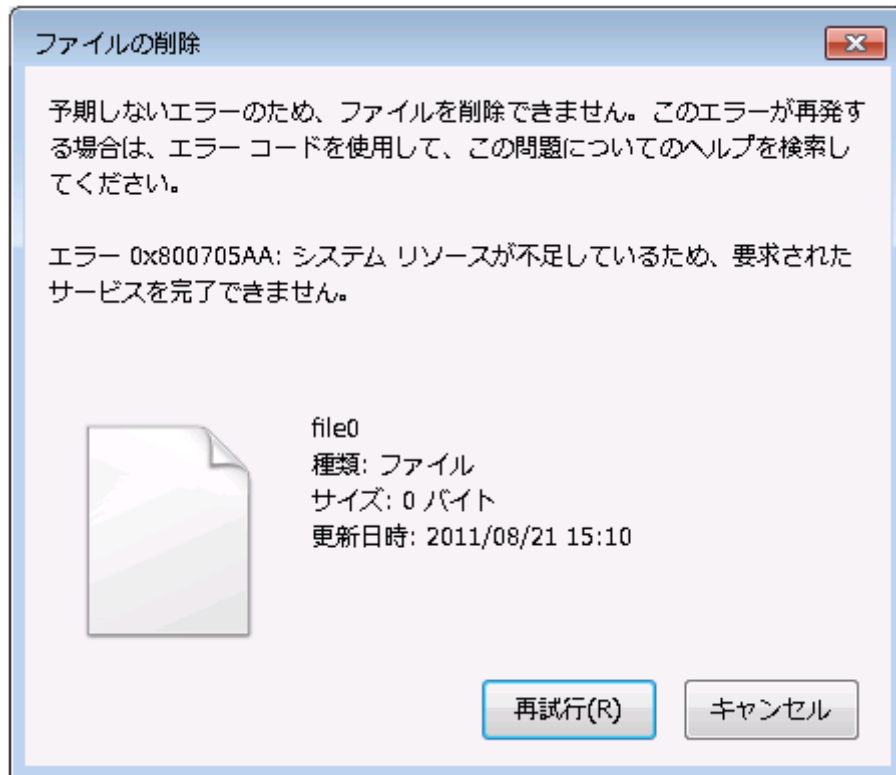 ファイルの削除
予期しないエラーのため、ファイルを削除できません。このエラーが再発す
る場合は、エラー コードを使用して、この問題についてのヘルプを検索し
てください。
エラー 0x800705AA: システム リソースが不足しているため、要求された
サービスを完了できません。
file0
種類: ファイル
サイズ: 0 バイト
更新日時: 2011/08/21 15:10
再試行(R)
キャンセル